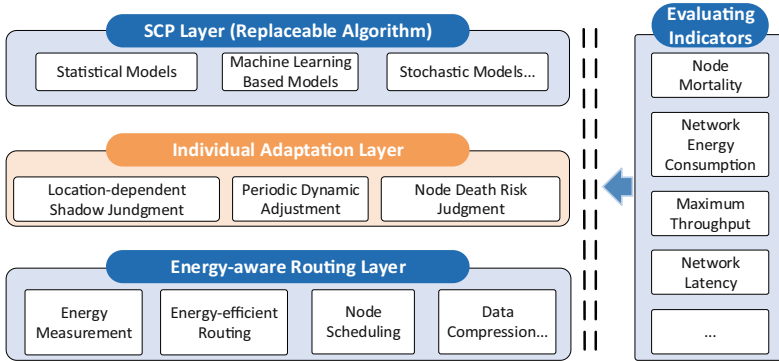 SCP Layer (Replaceable Algorithm)
Statistical Models
Machine Learning
Based Models
Stochastic Models...
Individual Adaptation Layer
Location-dependent
Shadow Jundgment
Periodic Dynamic
Adjustment
Node Death Risk
Judgment
Energy-aware Routing Layer
Energy
Measurement
Energy-efficient
Routing
Node
Scheduling
Data
Compression...
Evaluating
Indicators
Node
Mortality
Network
Energy
Consumption
Maximum
Throughput
Network
Latency
...